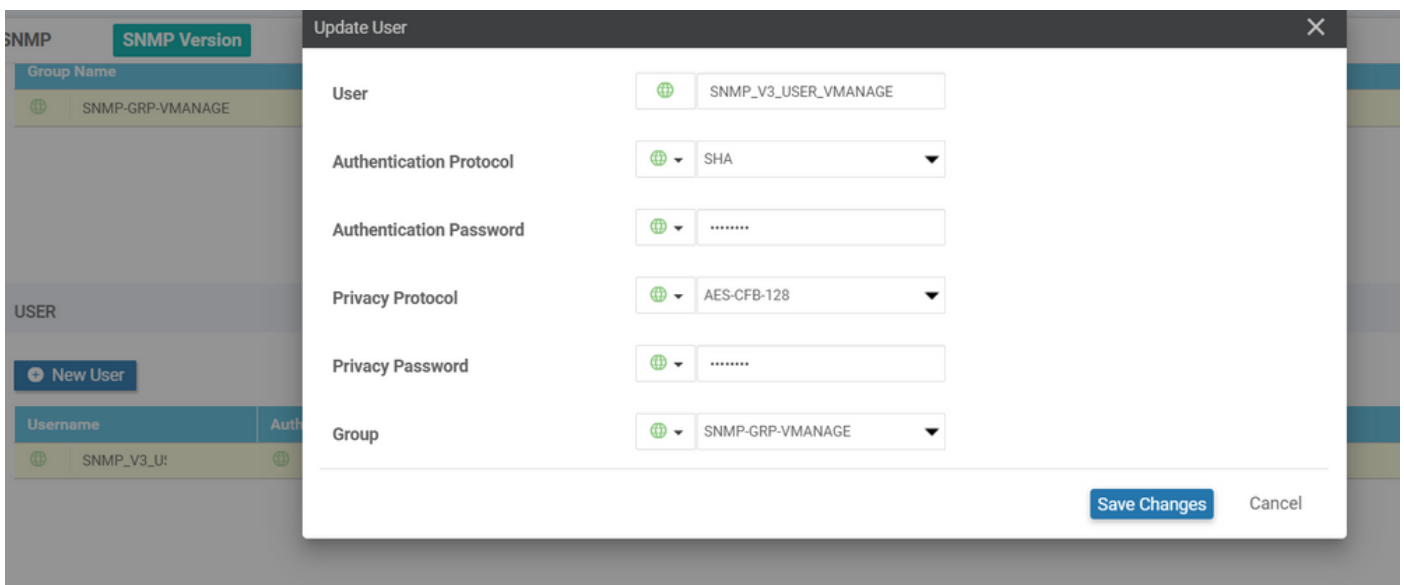 SNMP
SNMP Version
Group Name
SNMP-GRP-VMANAGE
Update User
User
SNMP_V3_USER_VMANAGE
Authentication Protocol
SHA
Authentication Password
........
Privacy Protocol
AES-CFB-128
Privacy Password
........
Group
SNMP-GRP-VMANAGE
Save Changes
Cancel
USER
New User
Username
Auth
SNMP_V3_U